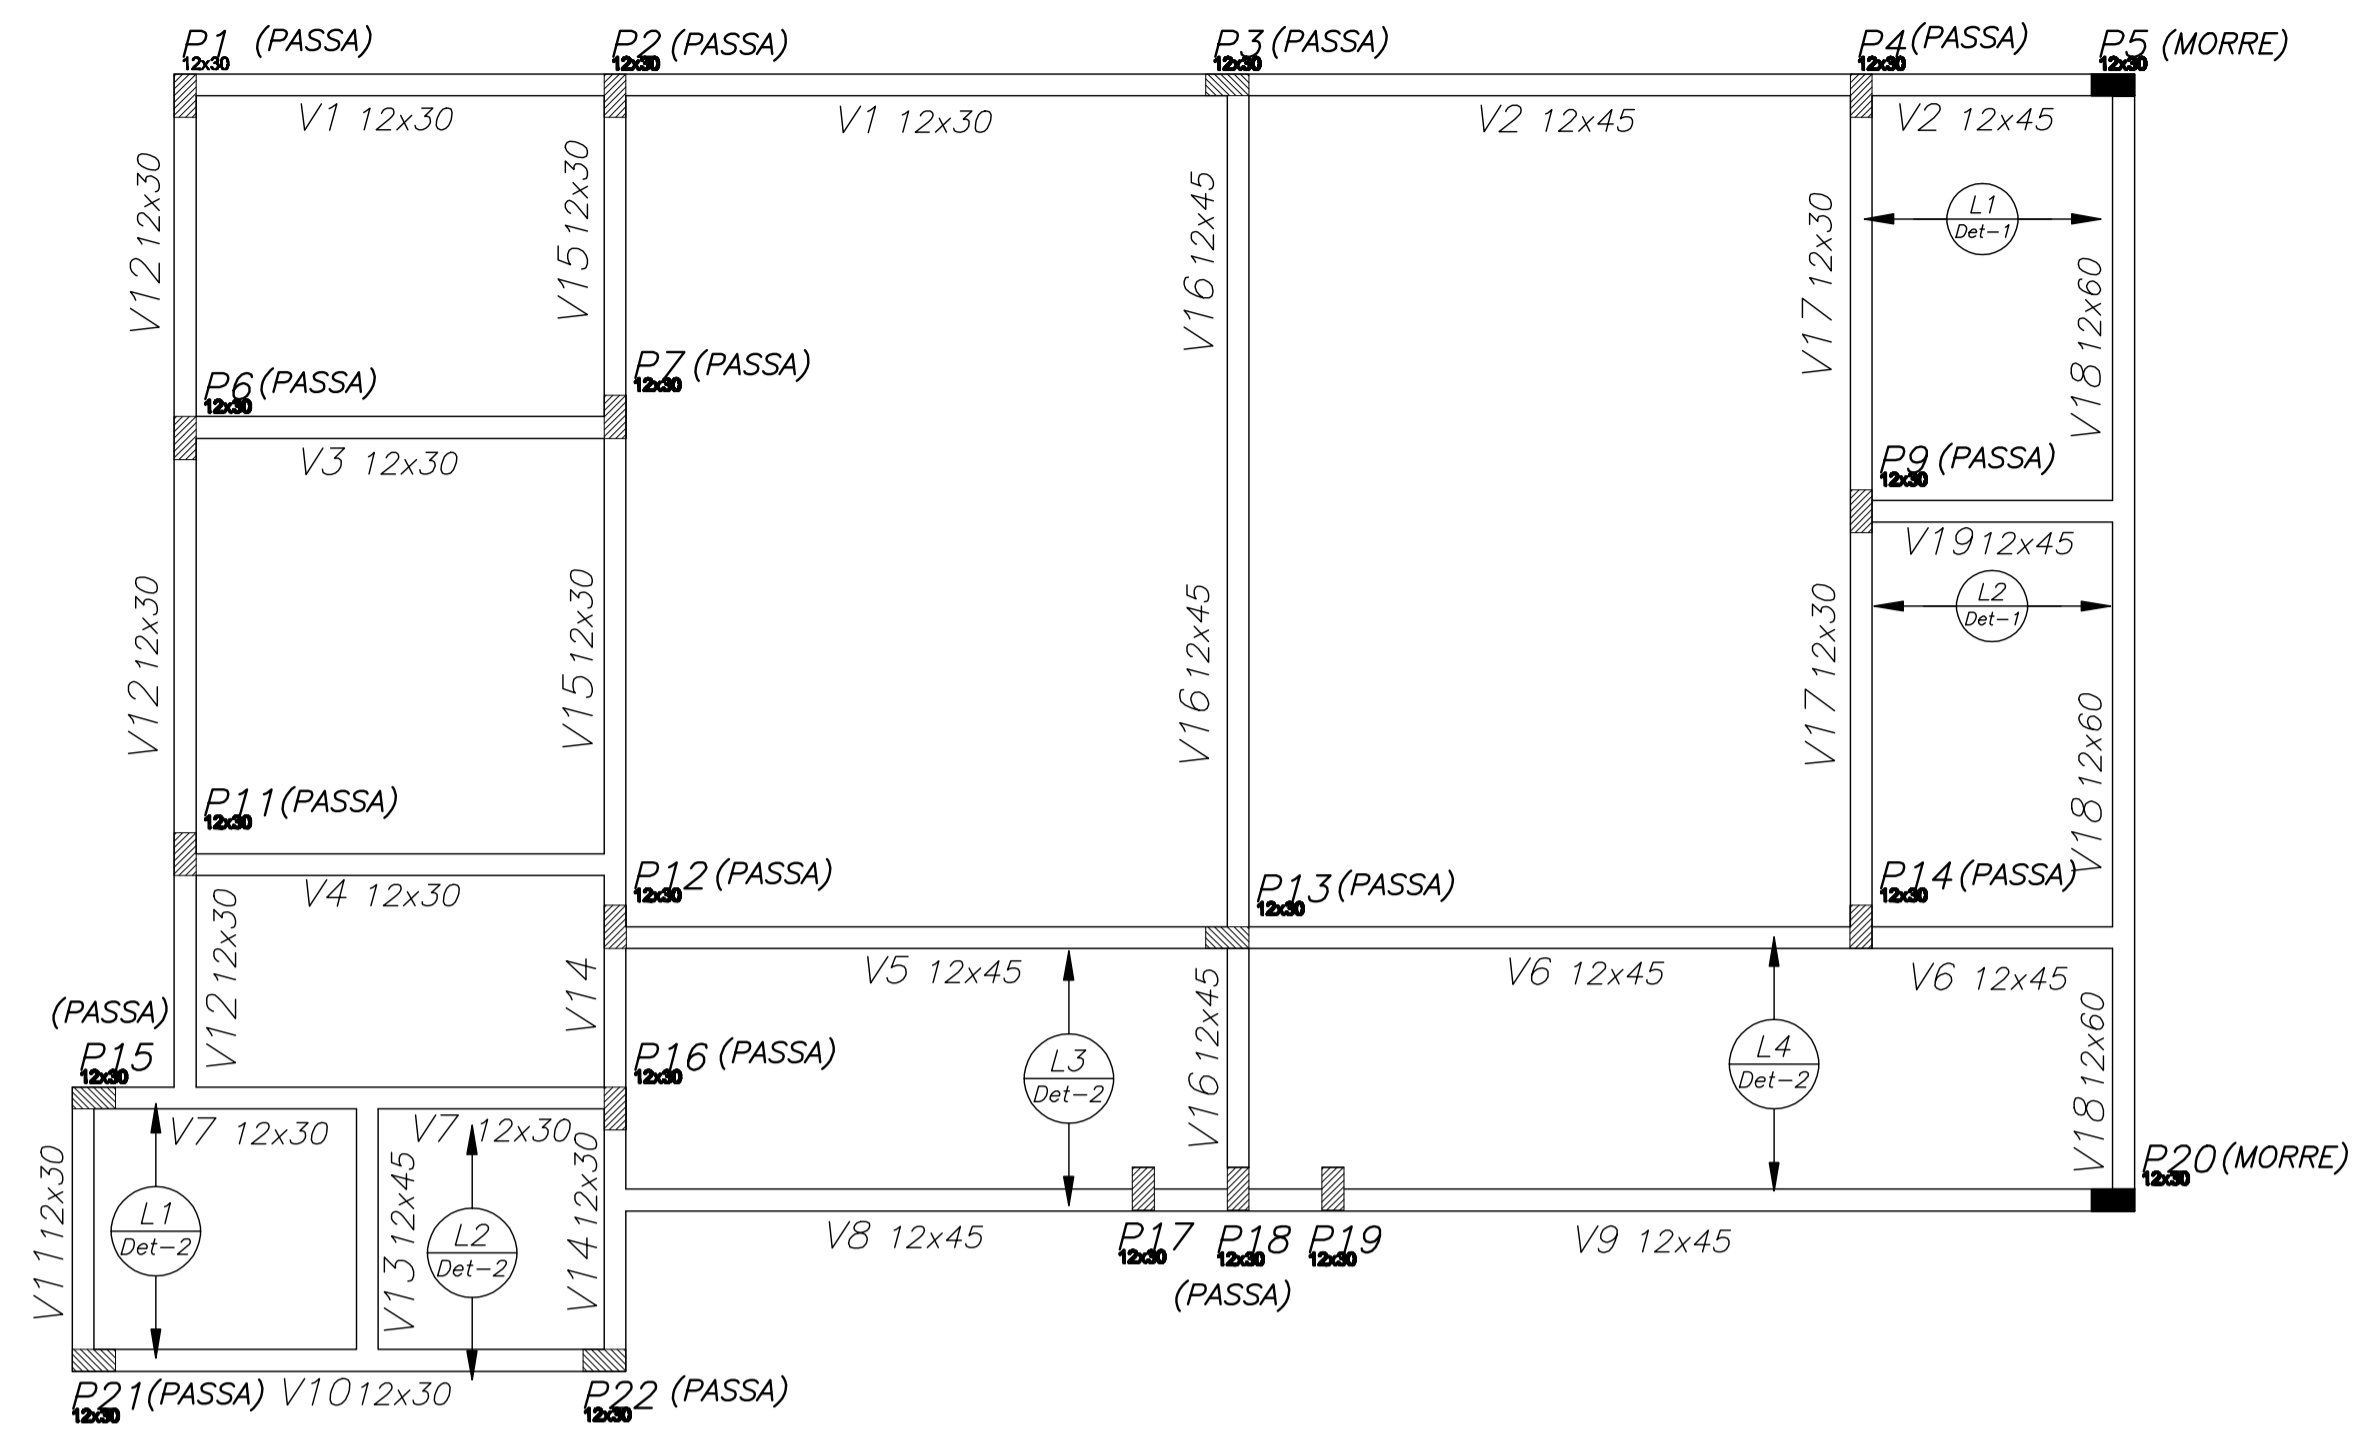 P1 (PASSA)
12x30
P2 (PASSA)
12x30
P3 (PASSA)
12x30
P4 (PASSA)
12x30
P5 (MORRE)
12x30
V1 12x30
V1 12x30
V2 12x45
V2 12x45
V12 12x30
V15 12x30
V16 12x45
V17 12x30
L1
Det-1
V18 12x60
P6 (PASSA)
12x30
P7 (PASSA)
12x30
V3 12x30
P9 (PASSA)
12x30
V19 12x45
L2
Det-1
V12 12x30
V15 12x30
V16 12x45
V17 12x30
V18 12x60
P11 (PASSA)
12x30
P12 (PASSA)
12x30
P13 (PASSA)
12x30
P14 (PASSA)
12x30
V4 12x30
V12 12x30
V14
V5 12x45
V16 12x45
V6 12x45
V6 12x45
V18 12x60
(PASSA)
P15
12x30
P16 (PASSA)
12x30
L3
Det-2
L4
Det-2
V7 12x30
V7 12x30
V11 12x30
L1
Det-2
V13 12x45
L2
Det-2
V14 12x30
P20 (MORRE)
12x30
V8 12x45
P17
12x30
P18
12x30
(PASSA)
P19
12x30
V9 12x45
P21 (PASSA)
12x30
V10 12x30
P22 (PASSA)
12x30